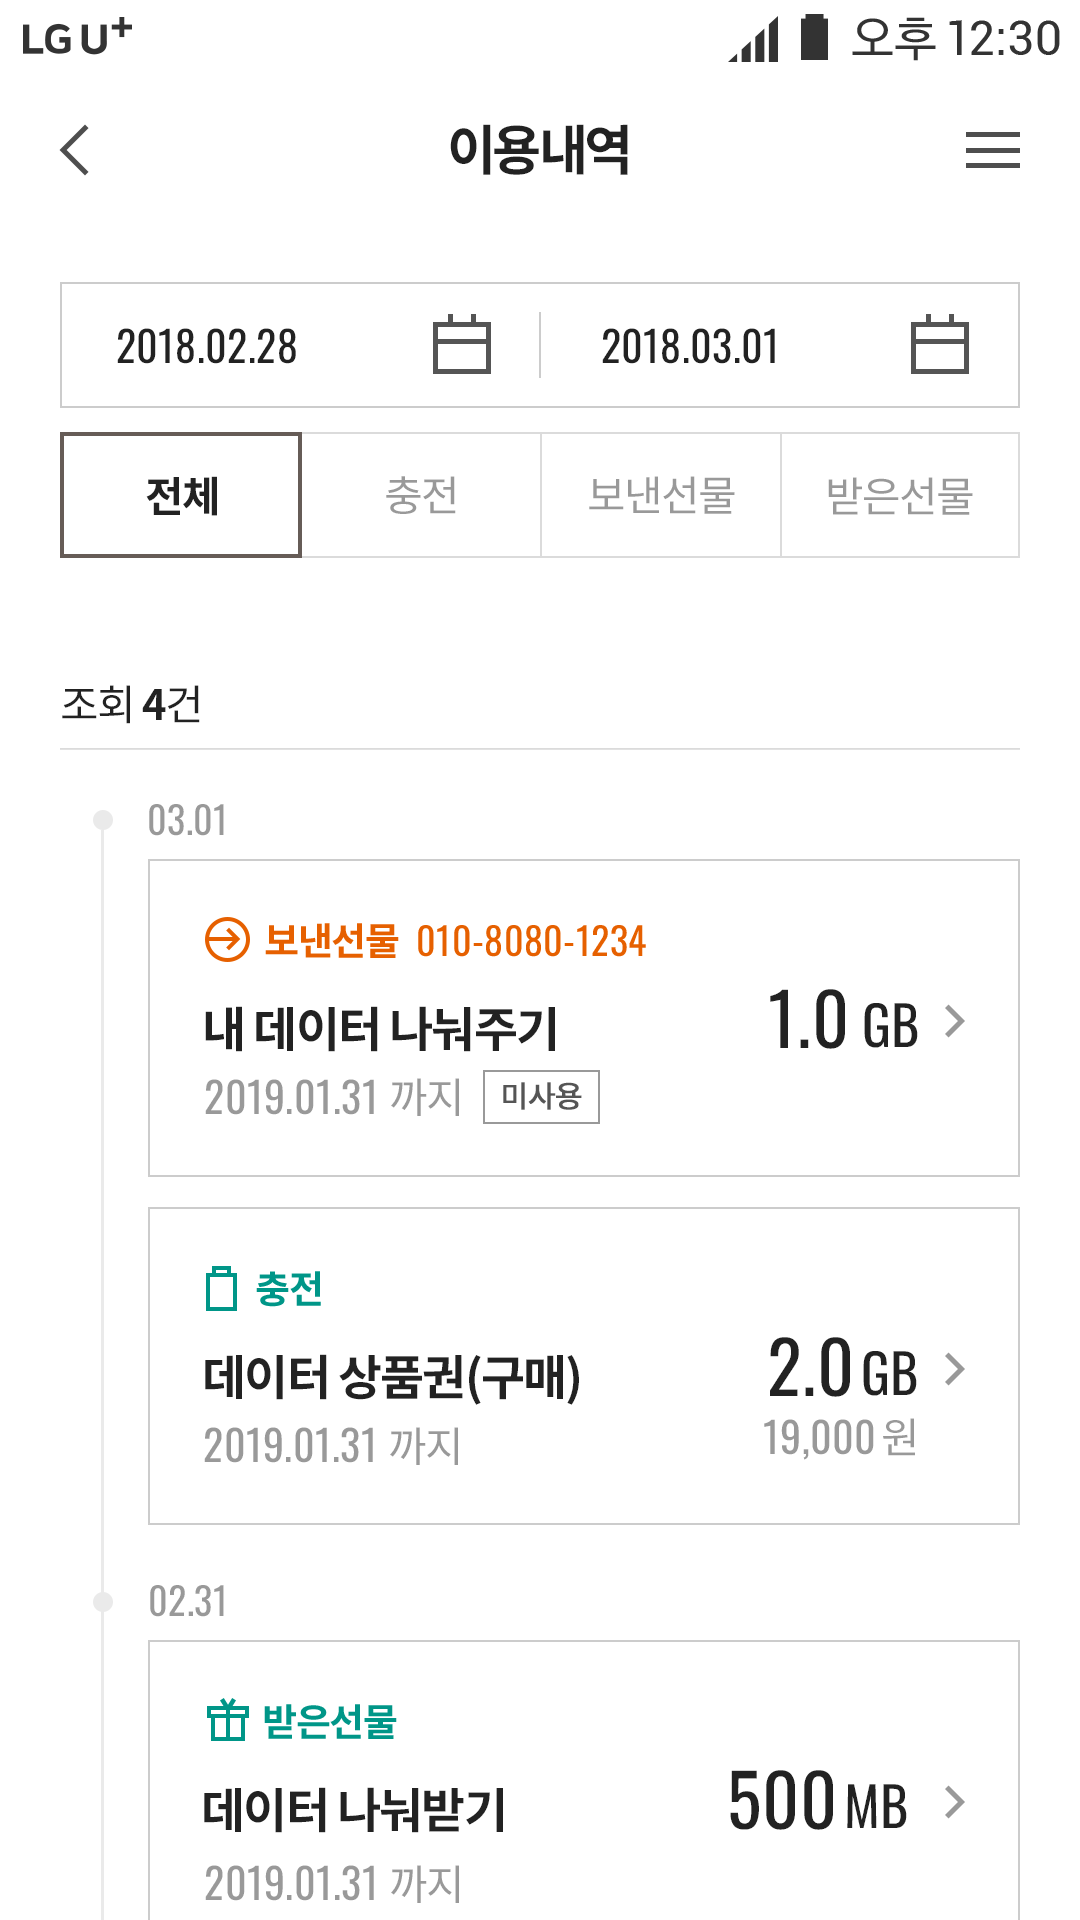 LG U+ 오후 12:30
이용내역
2018.02.28 2018.03.01
전체 충전 보낸선물 받은선물
조회 4건
03.01
보낸선물 010-8080-1234
내 데이터 나눠주기 1.0 GB
2019.01.31 까지 미사용
충전
데이터 상품권(구매) 2.0 GB
2019.01.31 까지 19,000 원
02.31
받은선물
데이터 나눠받기 500 MB
2019.01.31 까지